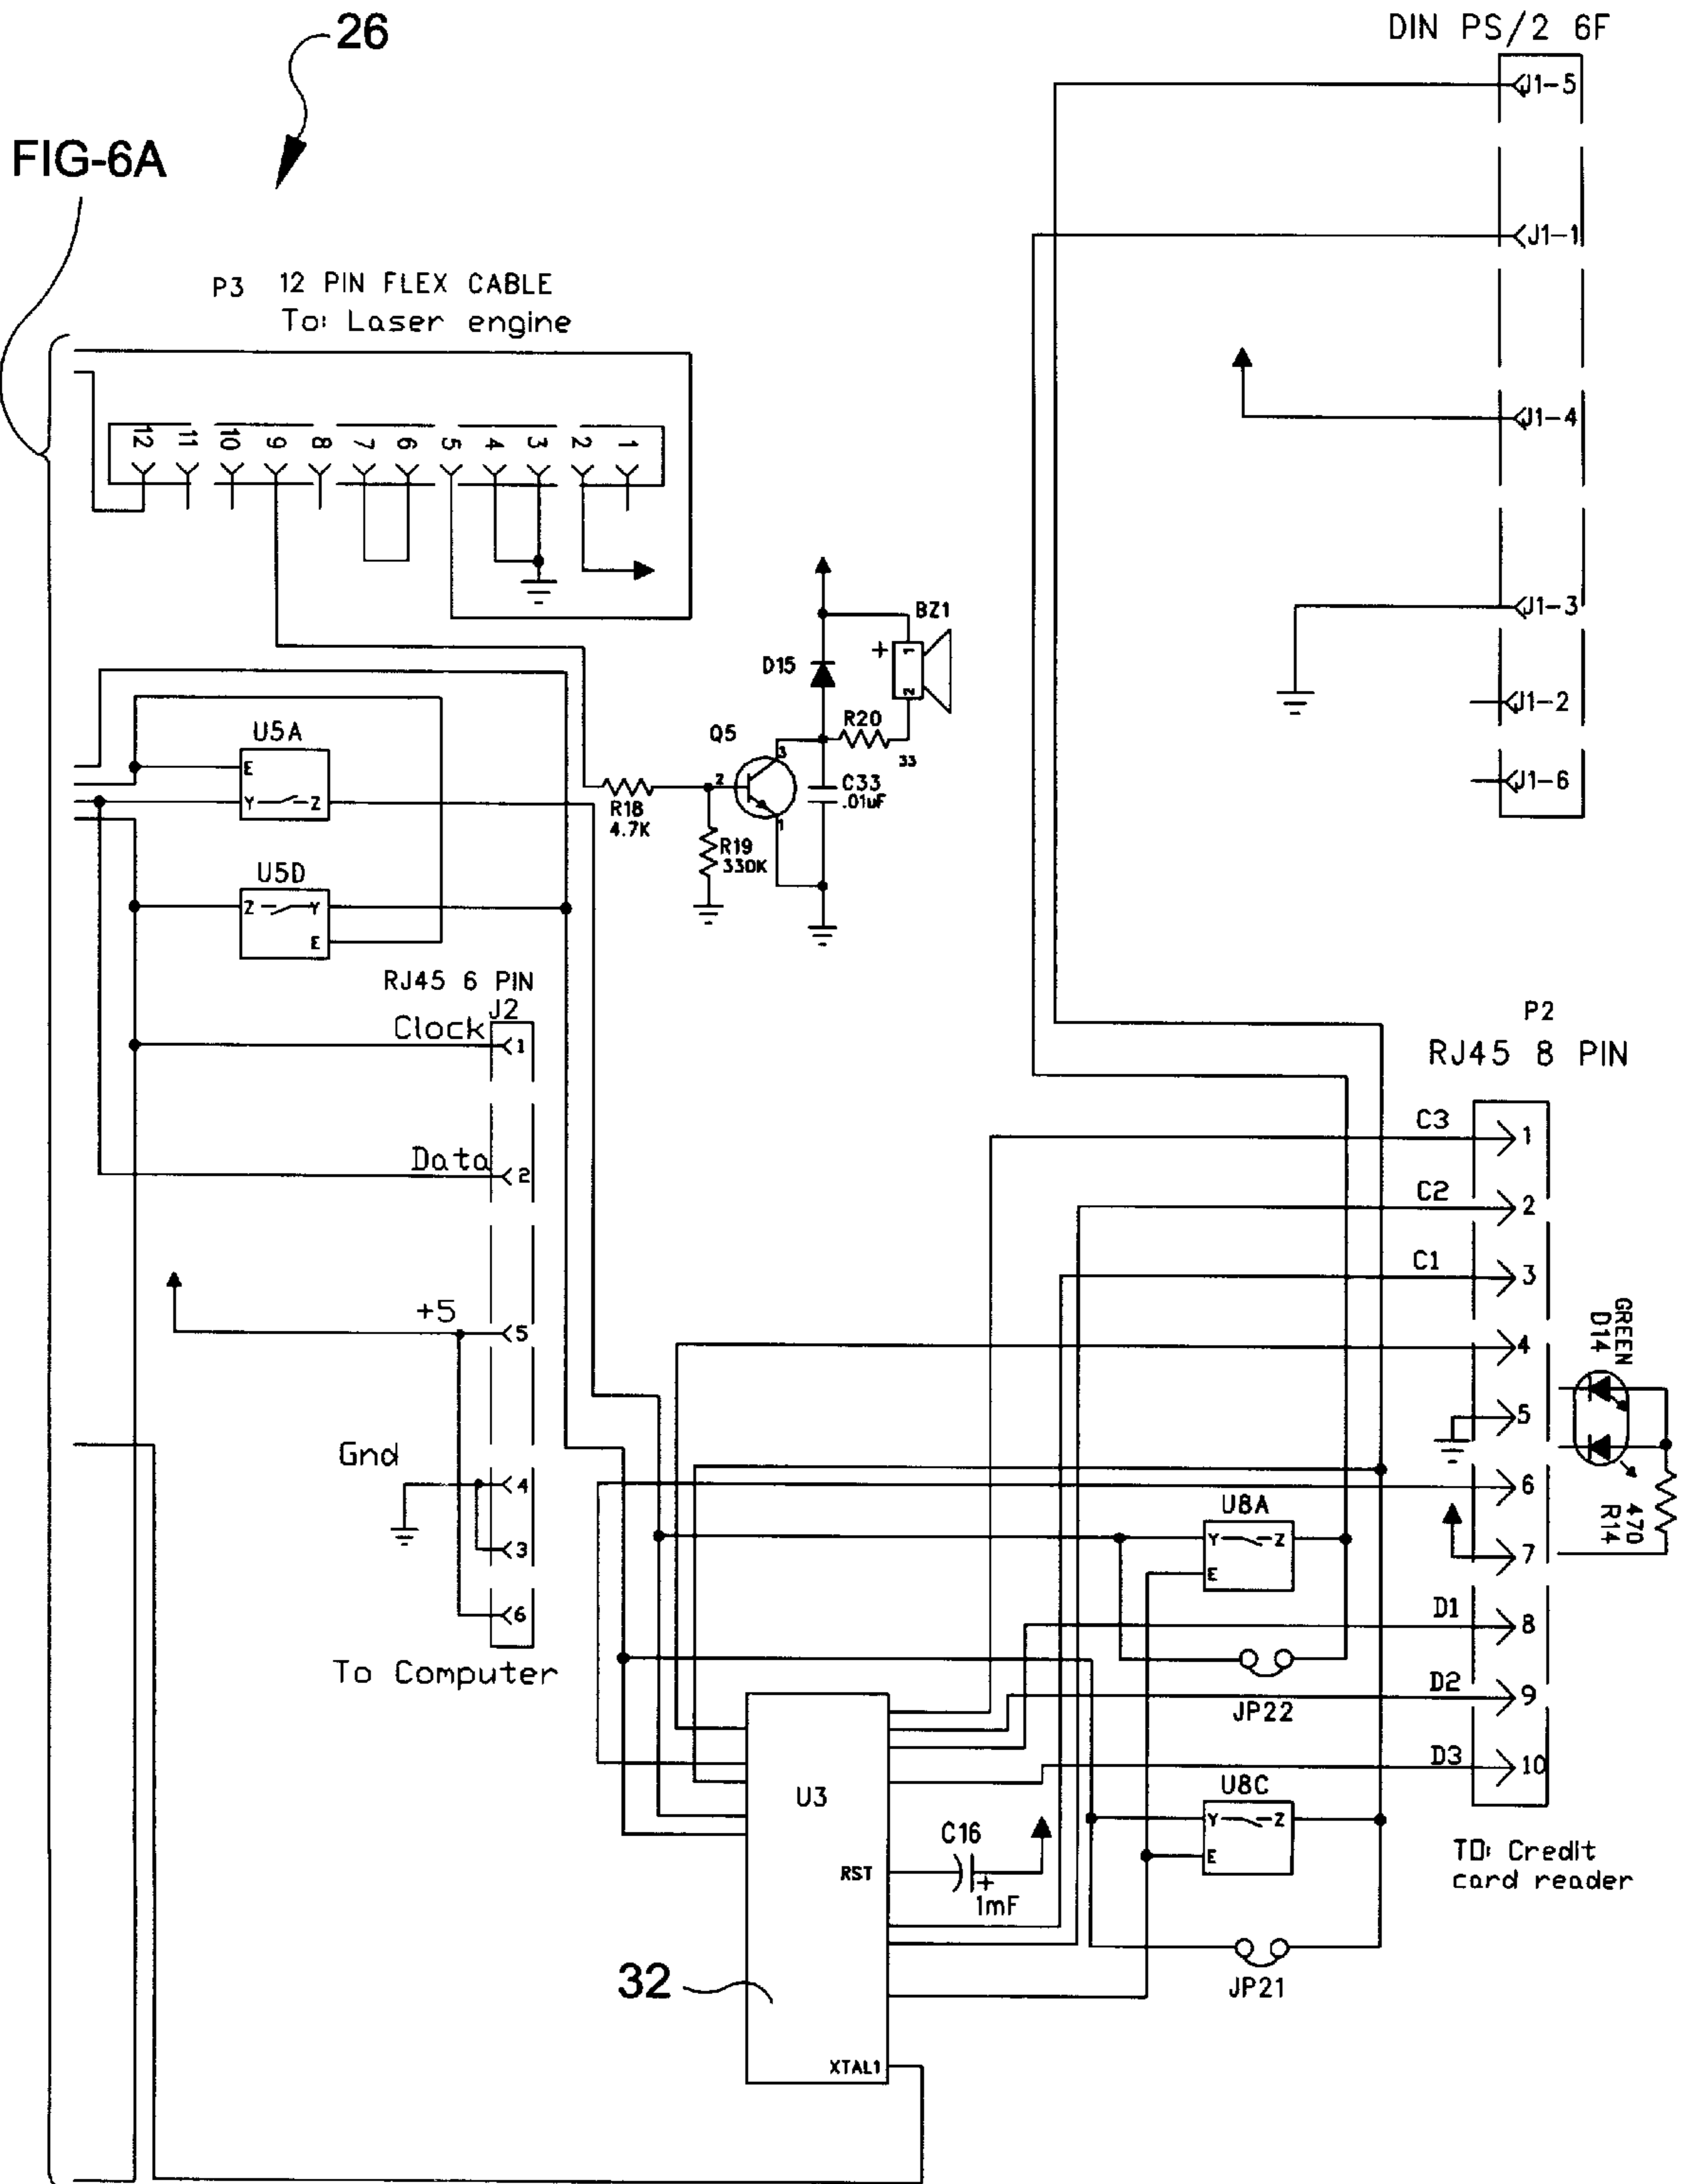 26
DIN PS/2 6F
J1-5
FIG-6A
J1-1
P3 12 PIN FLEX CABLE
To: Laser engine
J1-4
12 11 10 9 8 7 6 5 4 3 2 1
J1-3
BZ1
+ 1
2
D15
J1-2
R20
33
Q5
U5A
E
Y Z
3
2
1
C33
.01uF
J1-6
R18
4.7K
R19
330K
U5D
Z Y
E
RJ45 6 PIN
J2
Clock 1
Data 2
+5 5
Gnd
4
3
6
To Computer
P2
RJ45 8 PIN
C3 1
C2 2
C1 3
4
5
6
7
D1 8
D2 9
D3 10
GREEN
D14
470
R14
U8A
Y Z
E
JP22
U3
U8C
Y Z
E
C16
RST
+
1mF
TO: Credit
card reader
32
JP21
XTAL1